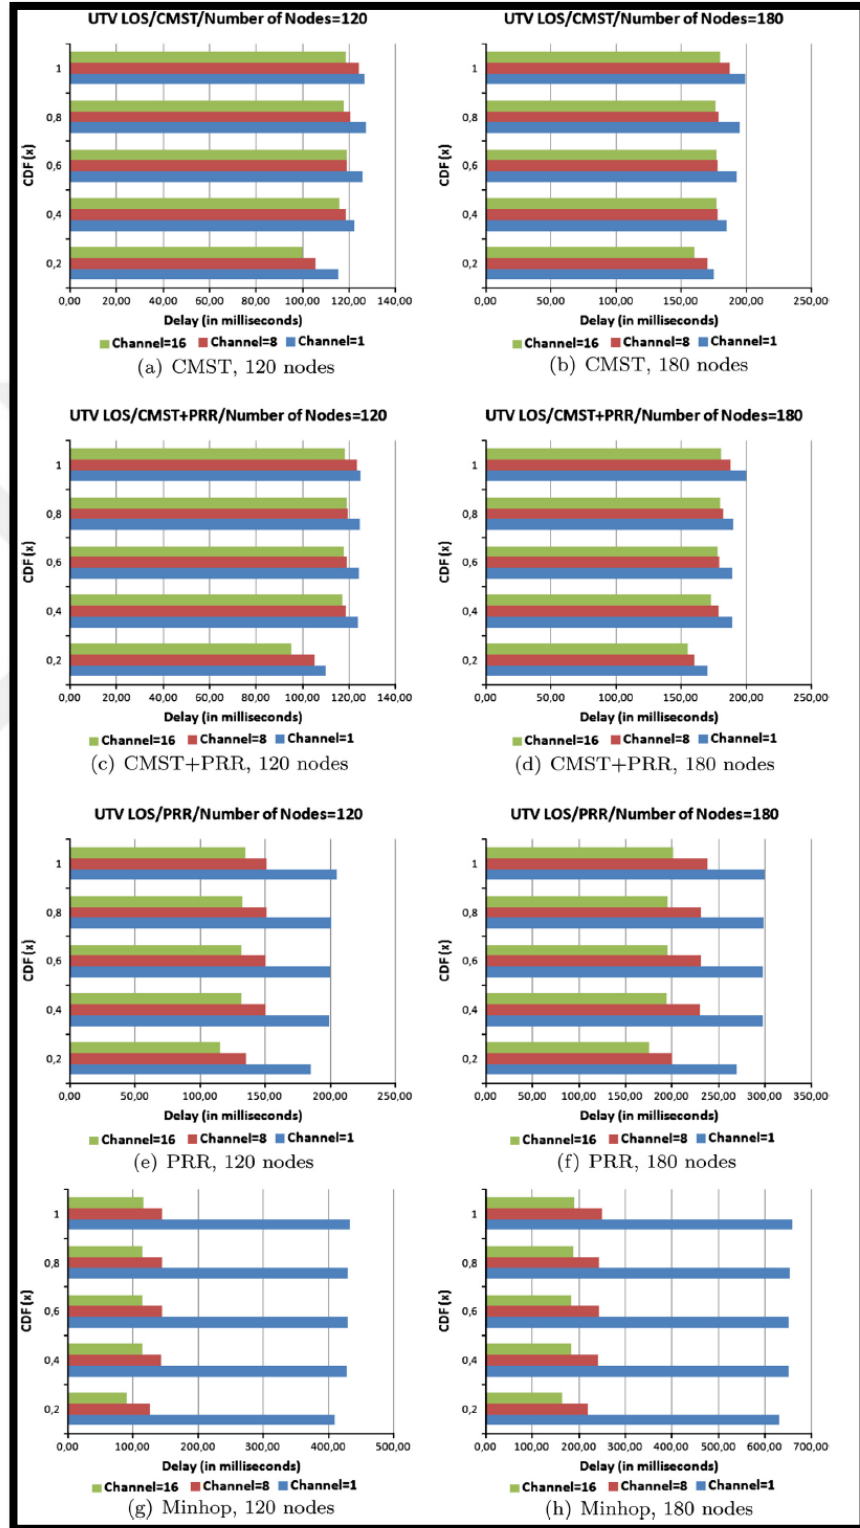 UTV LOS/CMST/Number of Nodes=120
CDF (x)
1
0,8
0,6
0,4
0,2
0,00 20,00 40,00 60,00 80,00 100,00 120,00 140,00
Delay (in milliseconds)
Channel=16 Channel=8 Channel=1
(a) CMST, 120 nodes
UTV LOS/CMST/Number of Nodes=180
CDF (x)
1
0,8
0,6
0,4
0,2
0,00 50,00 100,00 150,00 200,00 250,00
Delay (in milliseconds)
Channel=16 Channel=8 Channel=1
(b) CMST, 180 nodes
UTV LOS/CMST+PRR/Number of Nodes=120
CDF (x)
1
0,8
0,6
0,4
0,2
0,00 20,00 40,00 60,00 80,00 100,00 120,00 140,00
Delay (in milliseconds)
Channel=16 Channel=8 Channel=1
(c) CMST+PRR, 120 nodes
UTV LOS/CMST+PRR/Number of Nodes=180
CDF (x)
1
0,8
0,6
0,4
0,2
0,00 50,00 100,00 150,00 200,00 250,00
Delay (in milliseconds)
Channel=16 Channel=8 Channel=1
(d) CMST+PRR, 180 nodes
UTV LOS/PRR/Number of Nodes=120
CDF (x)
1
0,8
0,6
0,4
0,2
0,00 50,00 100,00 150,00 200,00 250,00
Delay (in milliseconds)
Channel=16 Channel=8 Channel=1
(e) PRR, 120 nodes
UTV LOS/PRR/Number of Nodes=180
CDF (x)
1
0,8
0,6
0,4
0,2
0,00 50,00 100,00 150,00 200,00 250,00 300,00 350,00
Delay (in milliseconds)
Channel=16 Channel=8 Channel=1
(f) PRR, 180 nodes
CDF (x)
1
0,8
0,6
0,4
0,2
0,00 100,00 200,00 300,00 400,00 500,00
Delay (in milliseconds)
Channel=16 Channel=8 Channel=1
(g) Minhop, 120 nodes
CDF (x)
1
0,8
0,6
0,4
0,2
0,00 100,00 200,00 300,00 400,00 500,00 600,00 700,00
Delay (in milliseconds)
Channel=16 Channel=8 Channel=1
(h) Minhop, 180 nodes